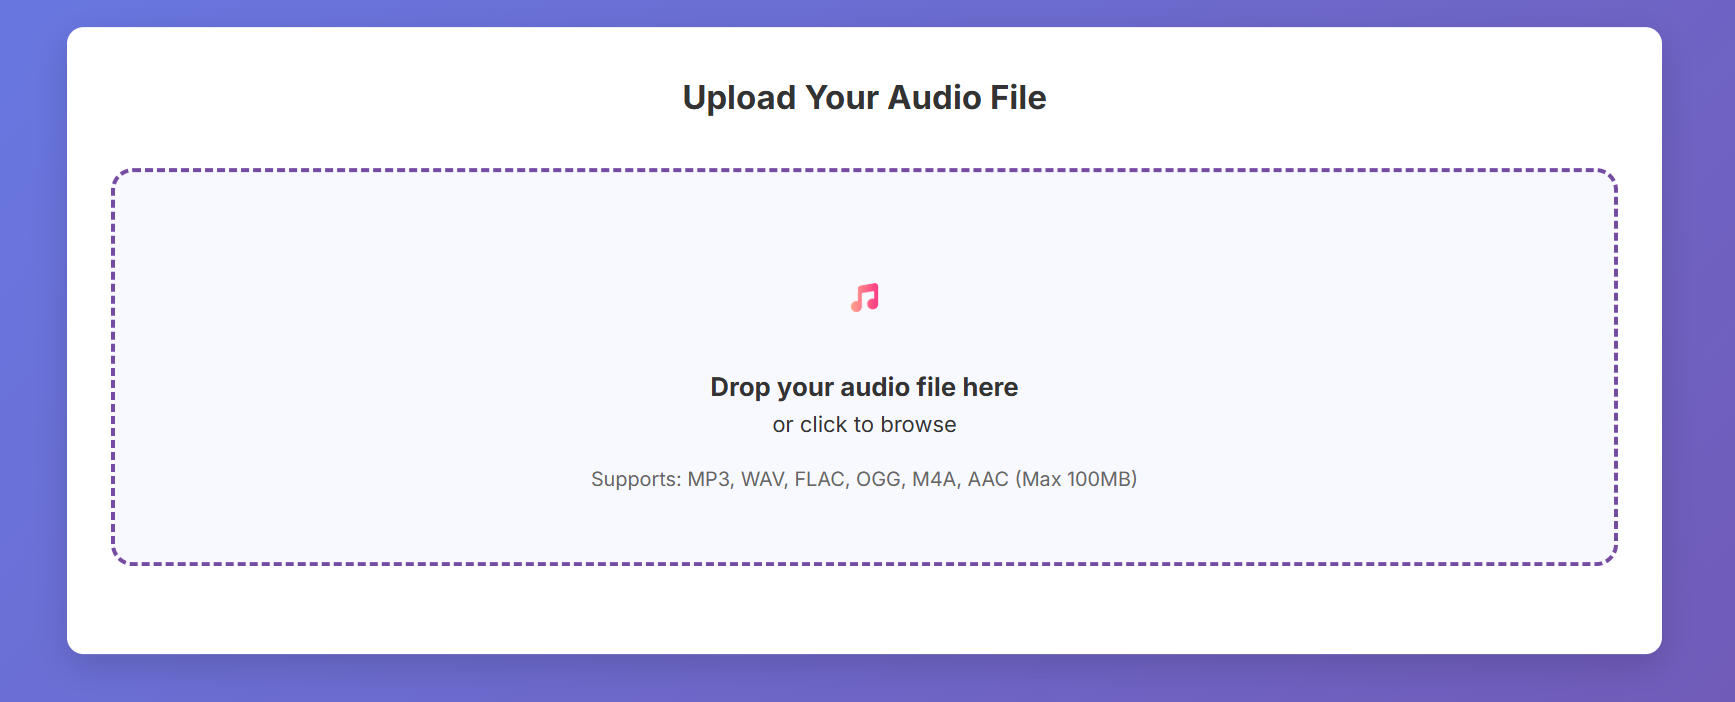 Upload Your Audio File
Drop your audio file here
or click to browse
Supports: MP3, WAV, FLAC, OGG, M4A, AAC (Max 100MB)